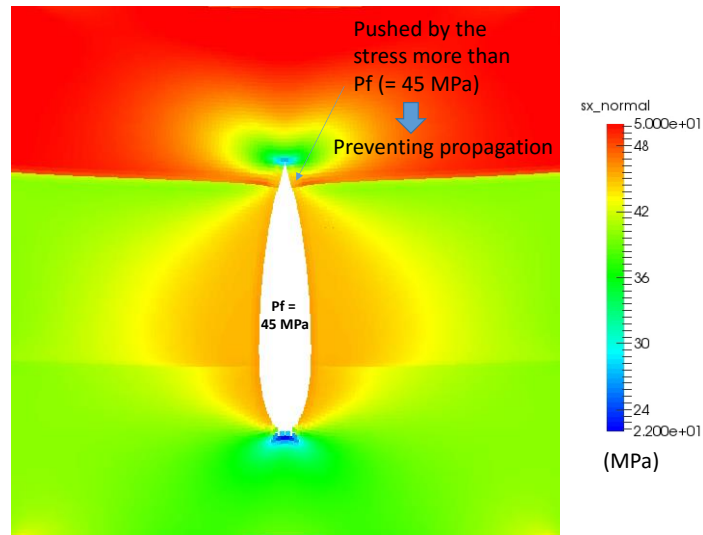 Pushed by the
stress more than
Pf (= 45 MPa)
Preventing propagation
Pf =
45 MPa
sx_normal
5.000e+01
48
42
36
30
24
2.200e+01
(MPa)